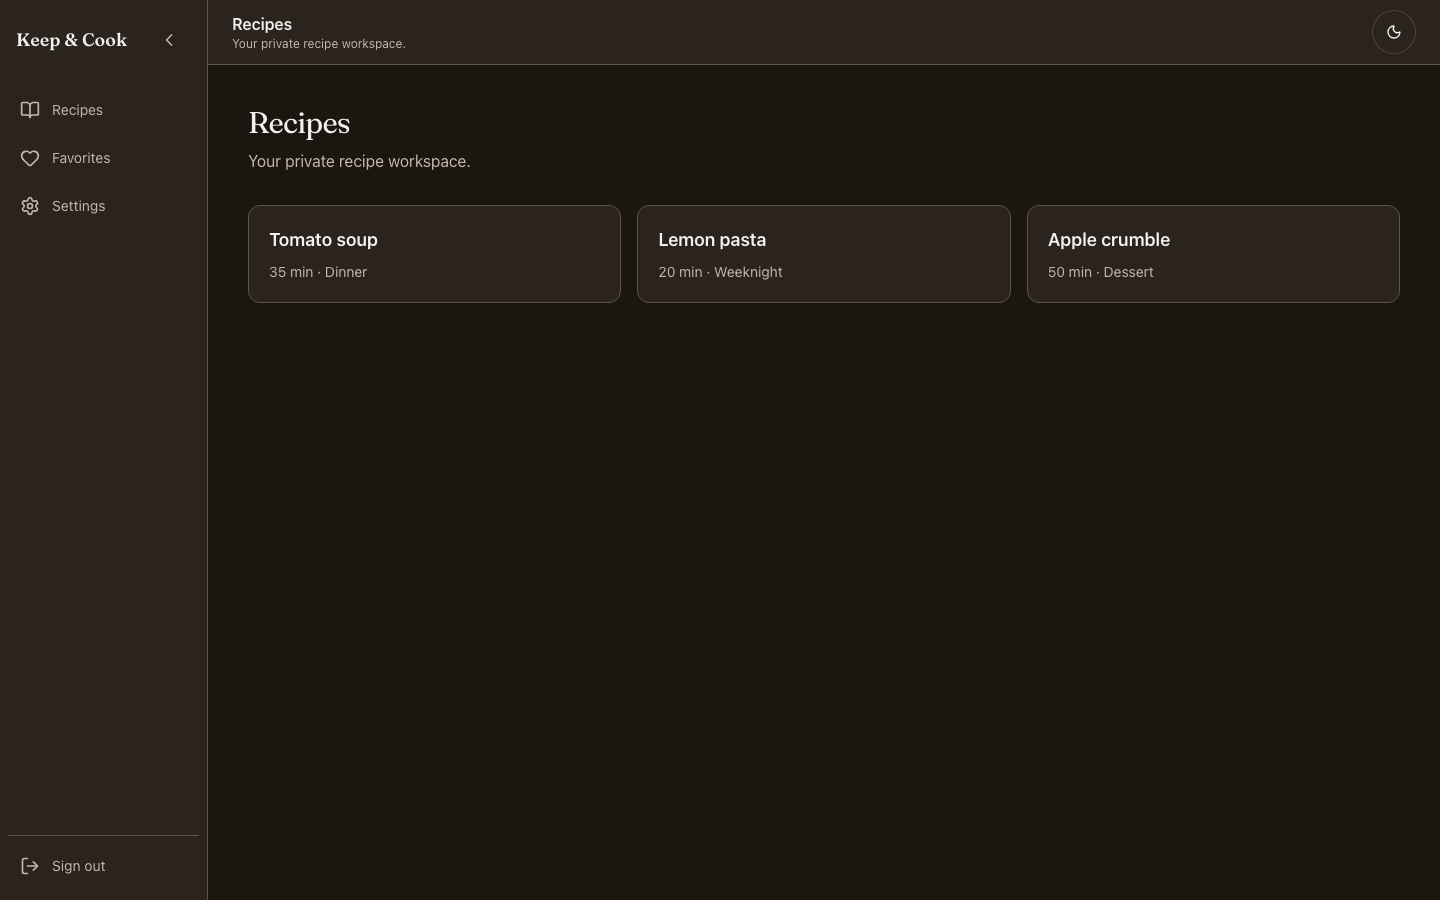 Keep & Cook
Recipes
Favorites
Settings
Sign out
Recipes
Your private recipe workspace.
Recipes
Your private recipe workspace.
Tomato soup
35 min · Dinner
Lemon pasta
20 min · Weeknight
Apple crumble
50 min · Dessert